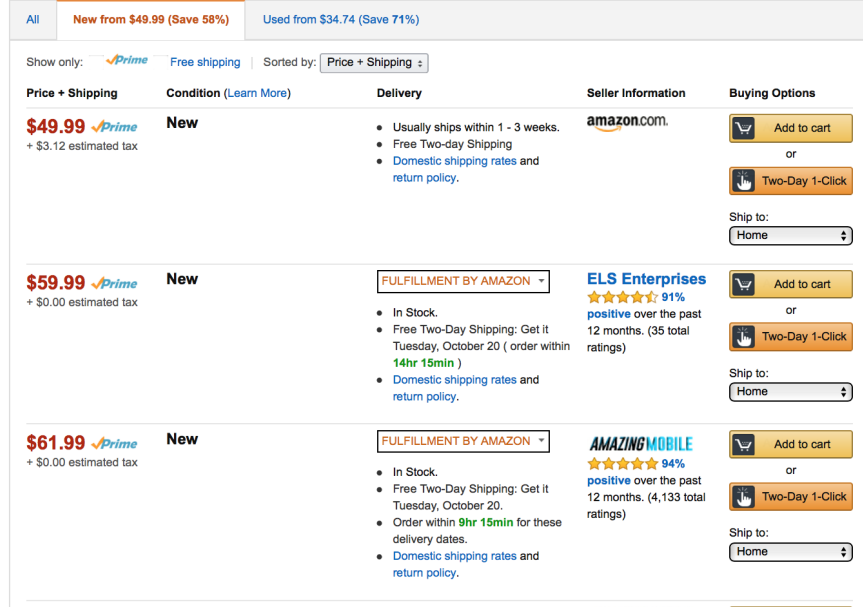 All
New from $49.99 (Save 58%)
Used from $34.74 (Save 71%)
Show only:
Prime
Free shipping
Sorted by:
Price + Shipping
Price + Shipping
Condition (Learn More)
Delivery
Seller Information
Buying Options
$49.99 Prime
+ $3.12 estimated tax
New
Usually ships within 1 - 3 weeks.
Free Two-day Shipping
Domestic shipping rates and
return policy.
amazon.com.
Add to cart
or
Two-Day 1-Click
Ship to:
Home
$59.99 Prime
+ $0.00 estimated tax
New
FULFILLMENT BY AMAZON
In Stock.
Free Two-Day Shipping: Get it
Tuesday, October 20 ( order within
14hr 15min )
Domestic shipping rates and
return policy.
ELS Enterprises
91%
positive over the past
12 months. (35 total
ratings)
Add to cart
or
Two-Day 1-Click
Ship to:
Home
$61.99 Prime
+ $0.00 estimated tax
New
FULFILLMENT BY AMAZON
In Stock.
Free Two-Day Shipping: Get it
Tuesday, October 20.
Order within 9hr 15min for these
delivery dates.
Domestic shipping rates and
return policy.
AMAZING MOBILE
94%
positive over the past
12 months. (4,133 total
ratings)
Add to cart
or
Two-Day 1-Click
Ship to:
Home